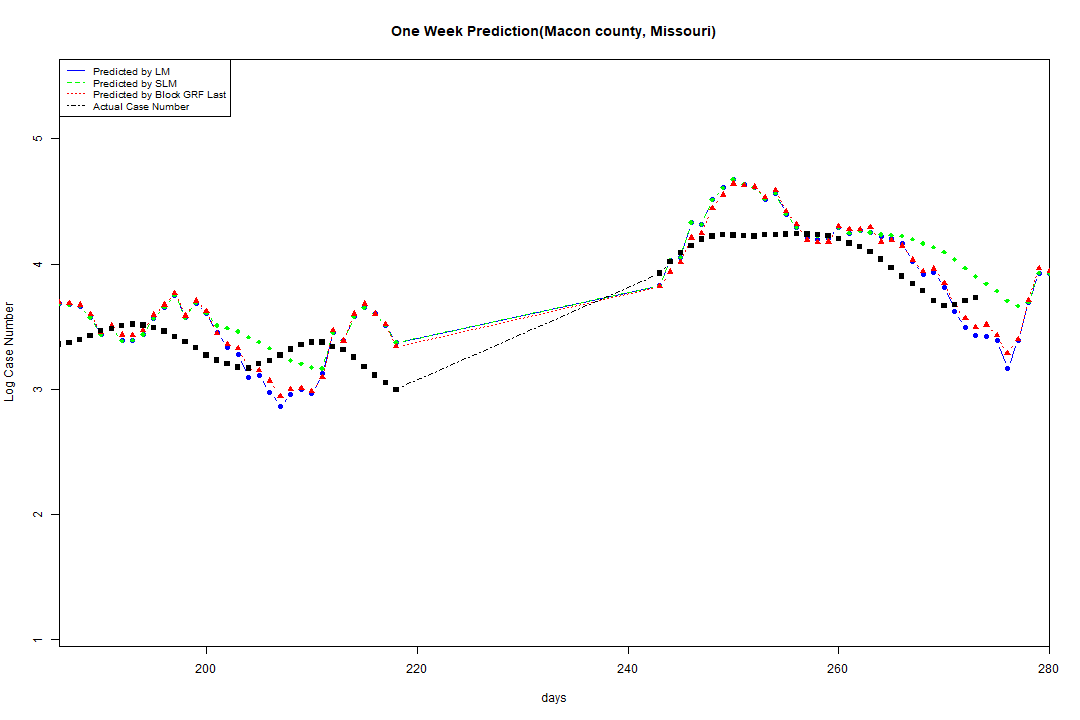 One Week Prediction(Macon county, Missouri)
Predicted by LM
Predicted by SLM
Predicted by Block GRF Last
Actual Case Number
5
4
3
2
1
Log Case Number
200
220
240
260
280
days